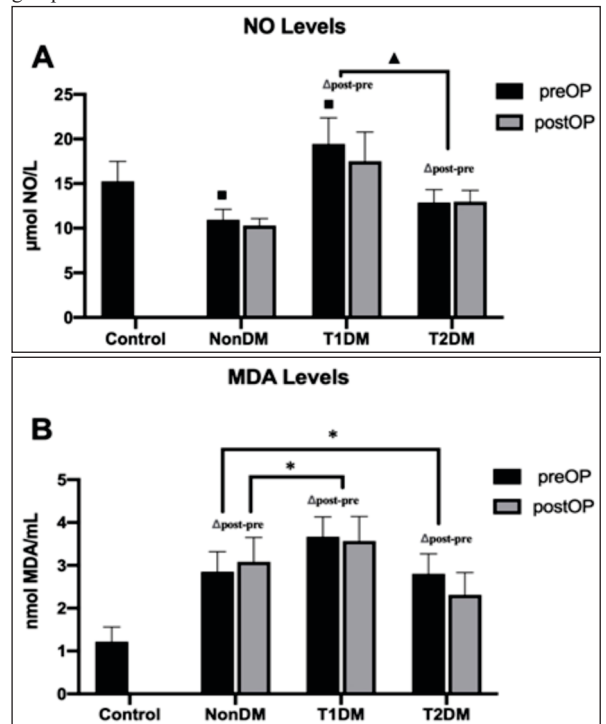 NO Levels
A
▲
Δpost-pre
preOP
25
■
postOP
20
Δpost-pre
■
15
µmol NO/L
10
5
0
Control NonDM T1DM T2DM
MDA Levels
B
*
*
preOP
5
Δpost-pre
postOP
4
Δpost-pre
Δpost-pre
3
nmol MDA/mL
2
1
0
Control NonDM T1DM T2DM